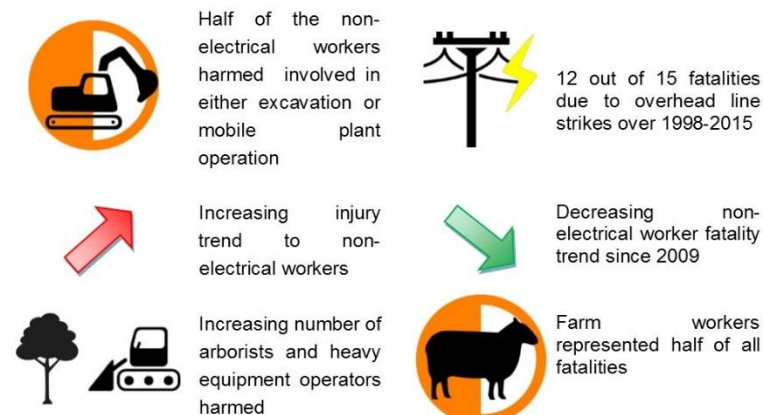 Half of the non-
electrical workers
harmed involved in
either excavation or
mobile plant
operation
12 out of 15 fatalities
due to overhead line
strikes over 1998-2015
Increasing injury
trend to non-
electrical workers
Decreasing non-
electrical worker fatality
trend since 2009
Increasing number of
arborists and heavy
equipment operators
harmed
Farm workers
represented half of all
fatalities